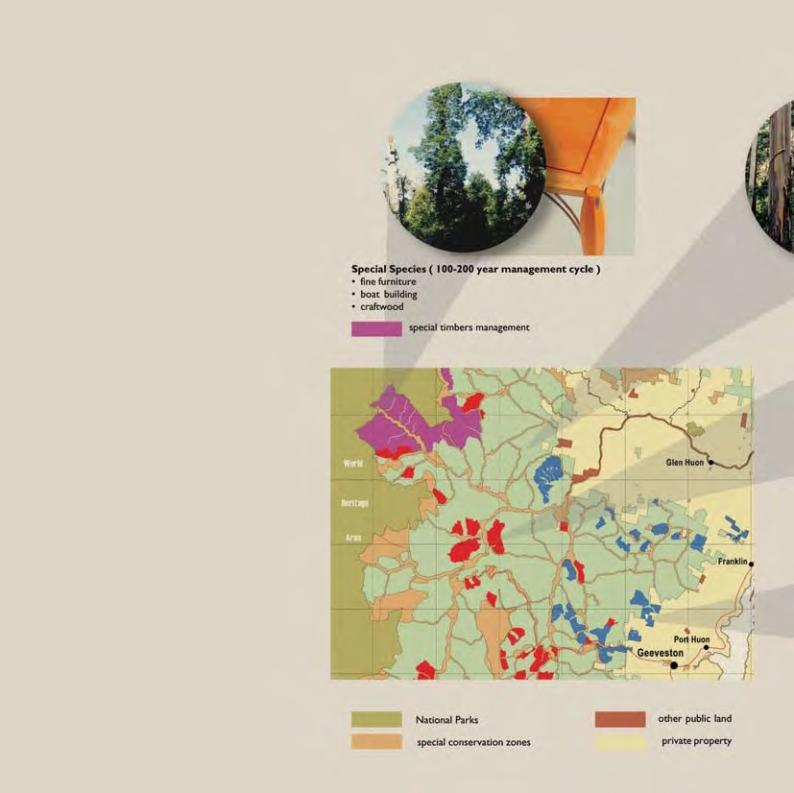 Special Species ( 100-200 year management cycle )
• fine furniture
• boat building
• craftwood
special timbers management
World
Heritage
Area
Glen Huon
Franklin
Port Huon
Geeveston
National Parks
other public land
special conservation zones
private property